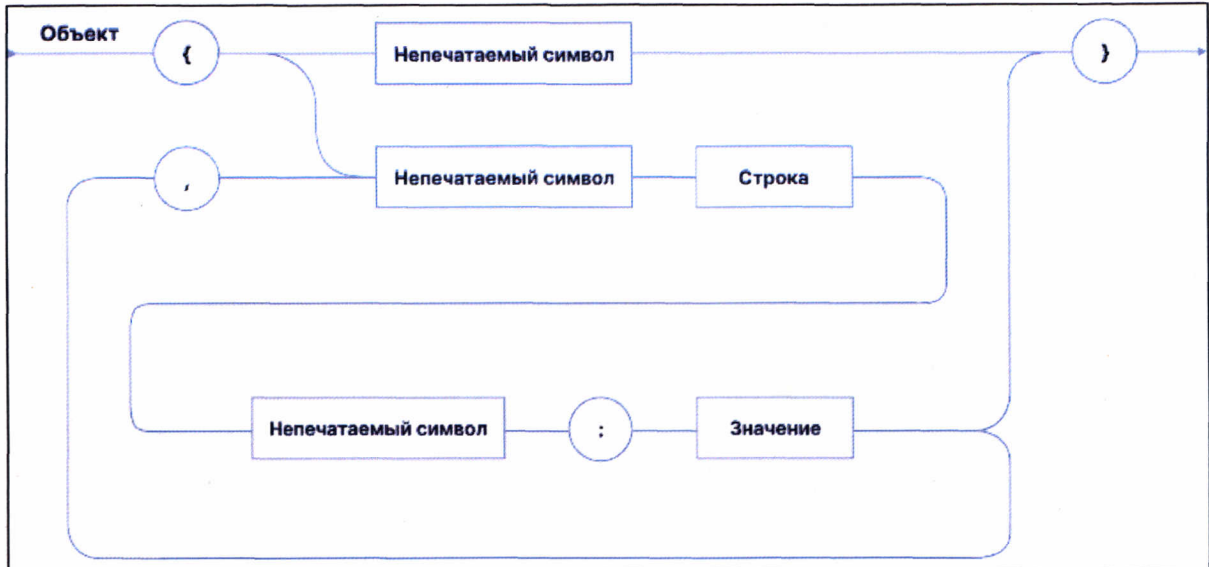 Объект
{
Непечатаемый символ
}
,
Непечатаемый символ
Строка
Непечатаемый символ
:
Значение